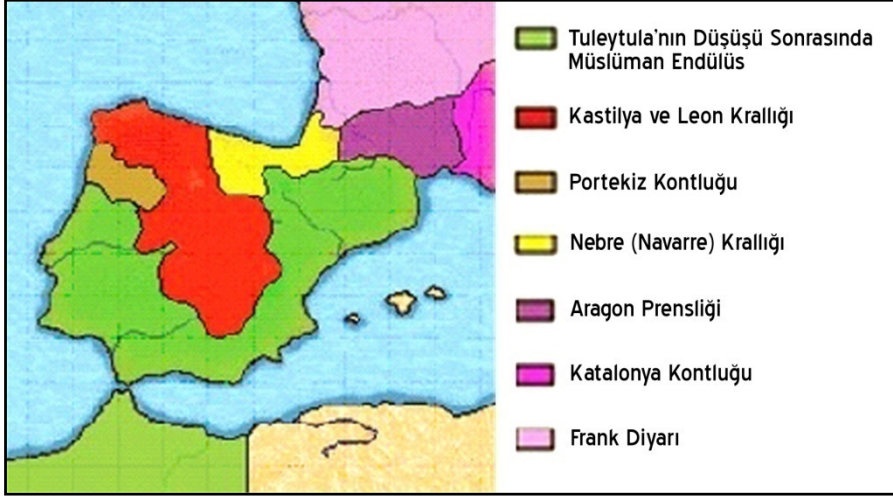 Tuleytula'nın Düşüşü Sonrasında
Müslüman Endülüs
Kastilya ve Leon Krallığı
Portekiz Kontluğu
Nebre (Navarre) Krallığı
Aragon Prensliği
Katalonya Kontluğu
Frank Diyarı